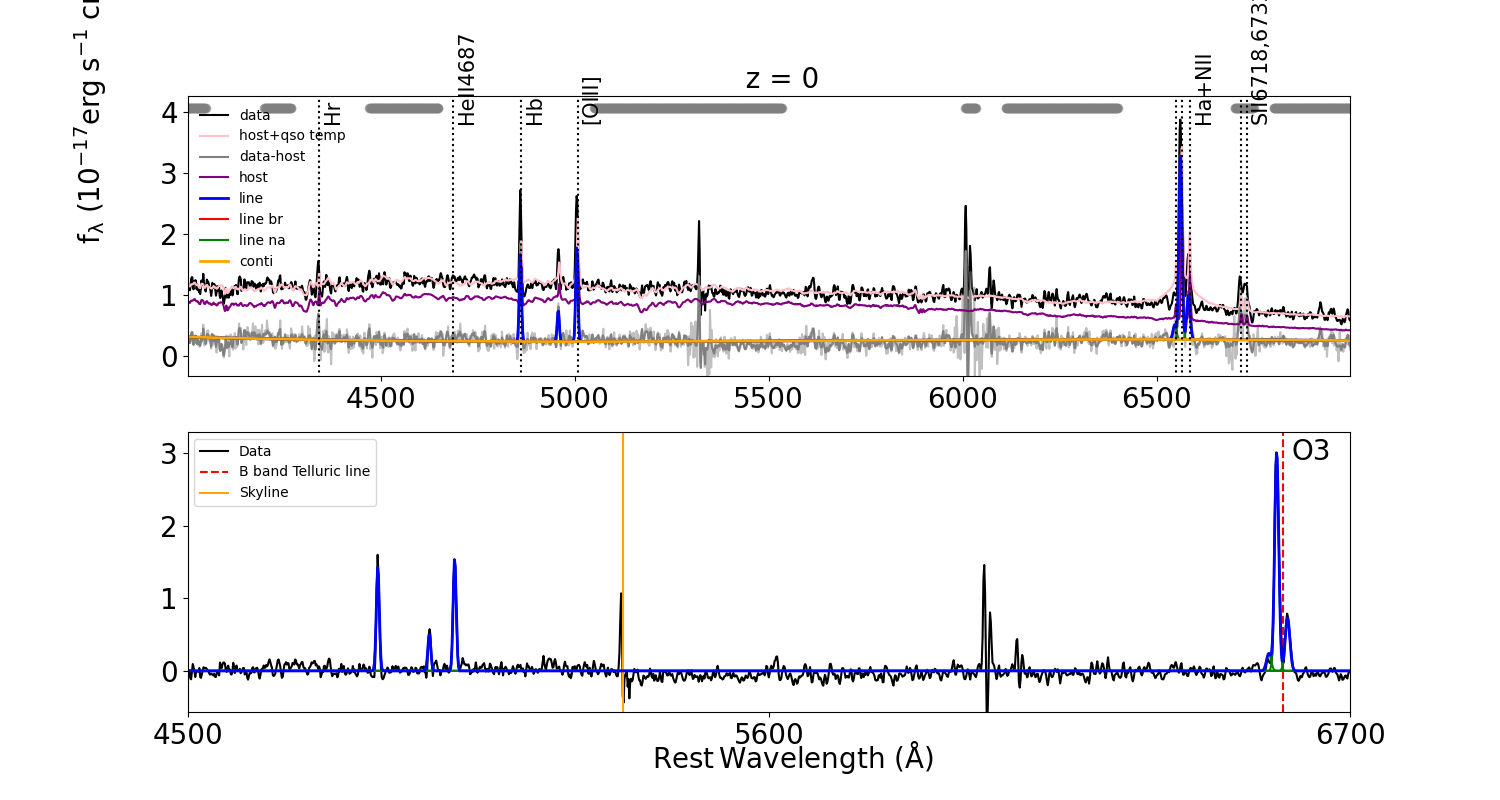 z = 0
f_λ (10^{−17} erg s^{−1}
Hr
HeII4687
Hb
[OIII]
Ha+NII
SII6718,673
data
host+qso temp
data-host
host
line
line br
line na
conti
4
3
2
1
0
4500 5000 5500 6000 6500
Data
B band Telluric line
Skyline
O3
3
2
1
0
4500 5600 6700
Rest Wavelength (Å)